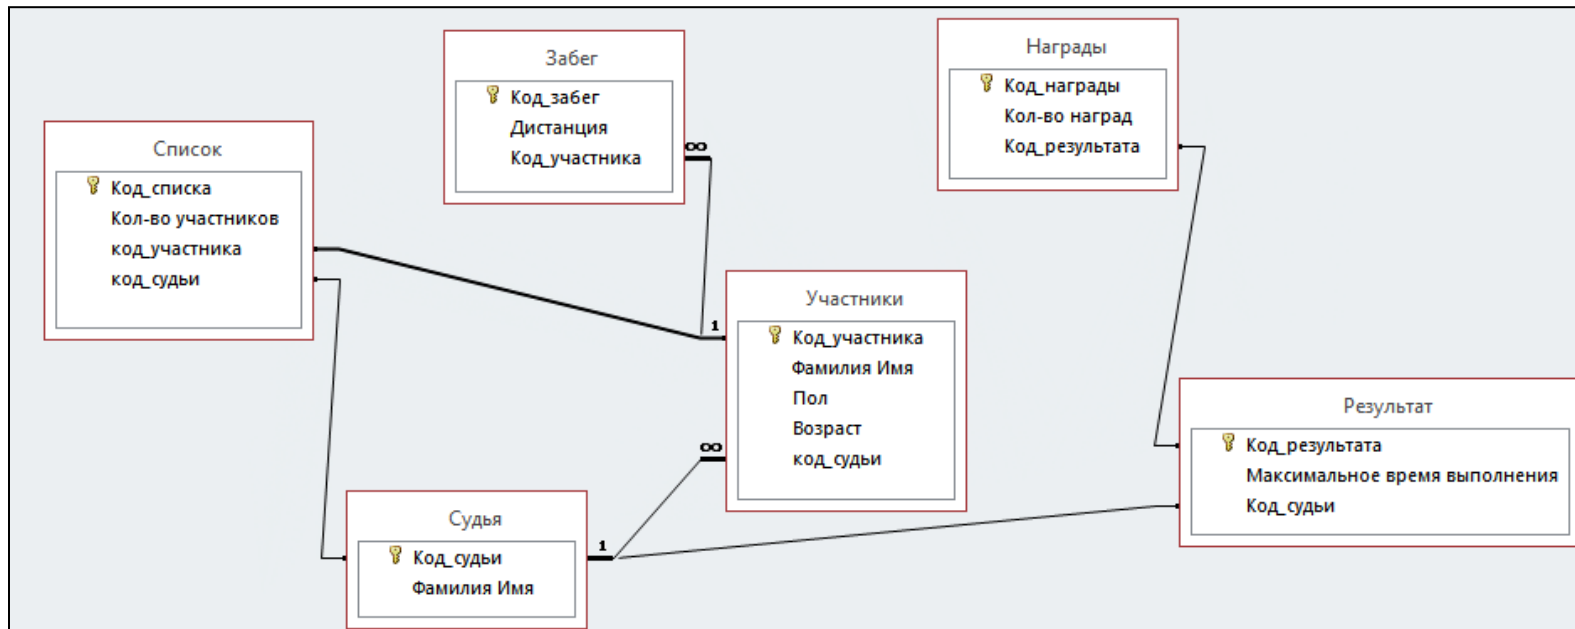 Забег
Код_забег
Дистанция
Код_участника
∞
Награды
Код_награды
Кол-во наград
Код_результата
Список
Код_списка
Кол-во участников
код_участника
код_судьи
Участники
1
Код_участника
Фамилия Имя
Пол
Возраст
∞
код_судьи
Результат
Код_результата
Максимальное время выполнения
Код_судьи
Судья
1
Код_судьи
Фамилия Имя